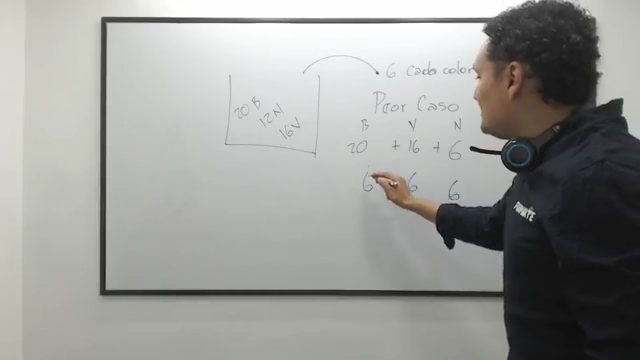 6 cada color
Peor Caso
20 B
12 N
16 V
B V N
20 + 16 + 6
6 6 6